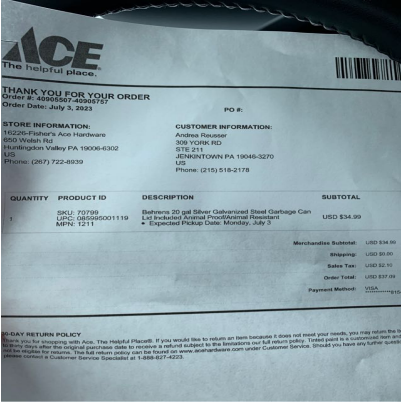 ACE
The helpful place.
THANK YOU FOR YOUR ORDER
Order #: 40905507-40905757
Order Date: July 3, 2023
PO #:
STORE INFORMATION:
16226-Fisher's Ace Hardware
650 Welsh Rd
Huntingdon Valley PA 19006-6302
US
Phone: (267) 722-8939
CUSTOMER INFORMATION:
Andrea Reusser
309 YORK RD
STE 211
JENKINTOWN PA 19046-3270
US
Phone: (215) 518-2178
QUANTITY PRODUCT ID DESCRIPTION SUBTOTAL
1
SKU: 70799
UPC: 085995001119
MPN: 1211
Behrens 20 gal Silver Galvanized Steel Garbage Can
Lid Included Animal Proof/Animal Resistant
• Expected Pickup Date: Monday, July 3
USD $34.99
Merchandise Subtotal: USD $34.99
Shipping: USD $0.00
Sales Tax: USD $2.10
Order Total: USD $37.09
Payment Method: VISA
-DAY RETURN POLICY
Thank you for shopping with Ace, The Helpful Place®. If you would like to return an item because it does not meet your needs, you may return the
thirty days after the original purchase date to receive a refund subject to the limitations our full return policy. Tinted paint is a customized item and
not be eligible for returns. The full return policy can be found on www.acehardware.com under Customer Service. Should you have any further
please contact a Customer Service Specialist at 1-888-827-4223.